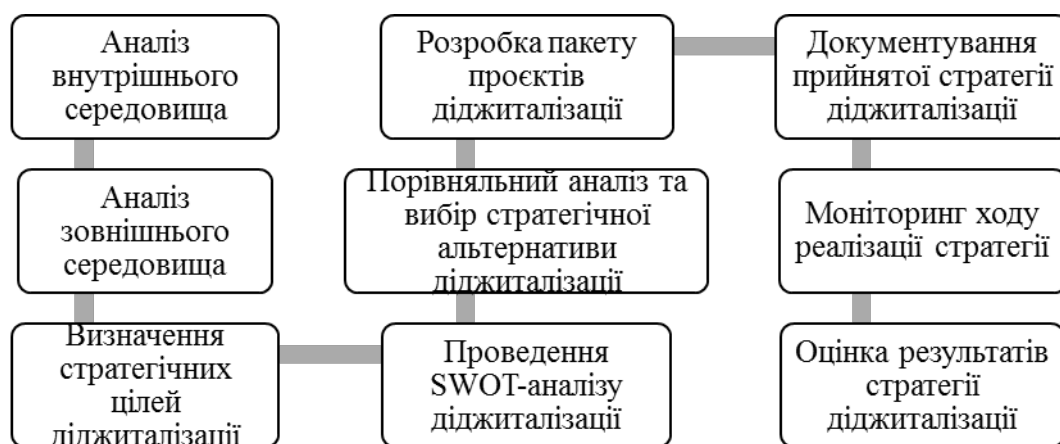 Аналіз
внутрішнього
середовища
Аналіз
зовнішнього
середовища
Визначення
стратегічних
цілей
діджиталізації
Проведення
SWOT-аналізу
діджиталізації
Порівняльний аналіз та
вибір стратегічної
альтернативи
діджиталізації
Розробка пакету
проєктів
діджиталізації
Документування
прийнятої стратегії
діджиталізації
Моніторинг ходу
реалізації стратегії
Оцінка результатів
стратегії
діджиталізації